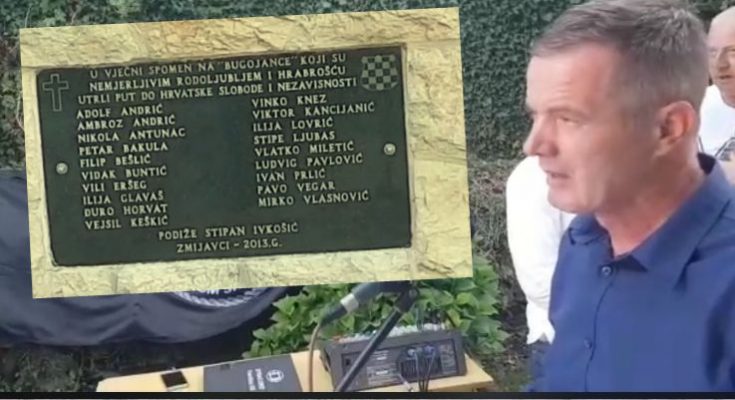 U VJEČNI SPOMEN NA "BUGOJANCE" KOJI SU
NEMJERLJIVIM RODOLJUBLJEM I HRABROŠĆU
UTRLI PUT DO HRVATSKE SLOBODE I NEZAVISNOSTI
ADOLF ANDRIĆ
AMBROZ ANDRIĆ
NIKOLA ANTUNAC
PETAR BAKULA
FILIP BEŠLIĆ
VIDAK BUNTIĆ
VILI ERŠEG
ILIJA GLAVAŠ
ĐURO HORVAT
VEJSIL KEŠKIĆ
VINKO KNEZ
VIKTOR KANCIJANIĆ
ILIJA LOVRIĆ
STIPE LJUBAS
VLATKO MILETIĆ
LUDVIG PAVLOVIĆ
IVAN PRLIĆ
PAVO VEGAR
MIRKO VLASNOVIĆ
PODIŽE STIPAN IVKOŠIĆ
ZMIJAVCI - 2013.G.